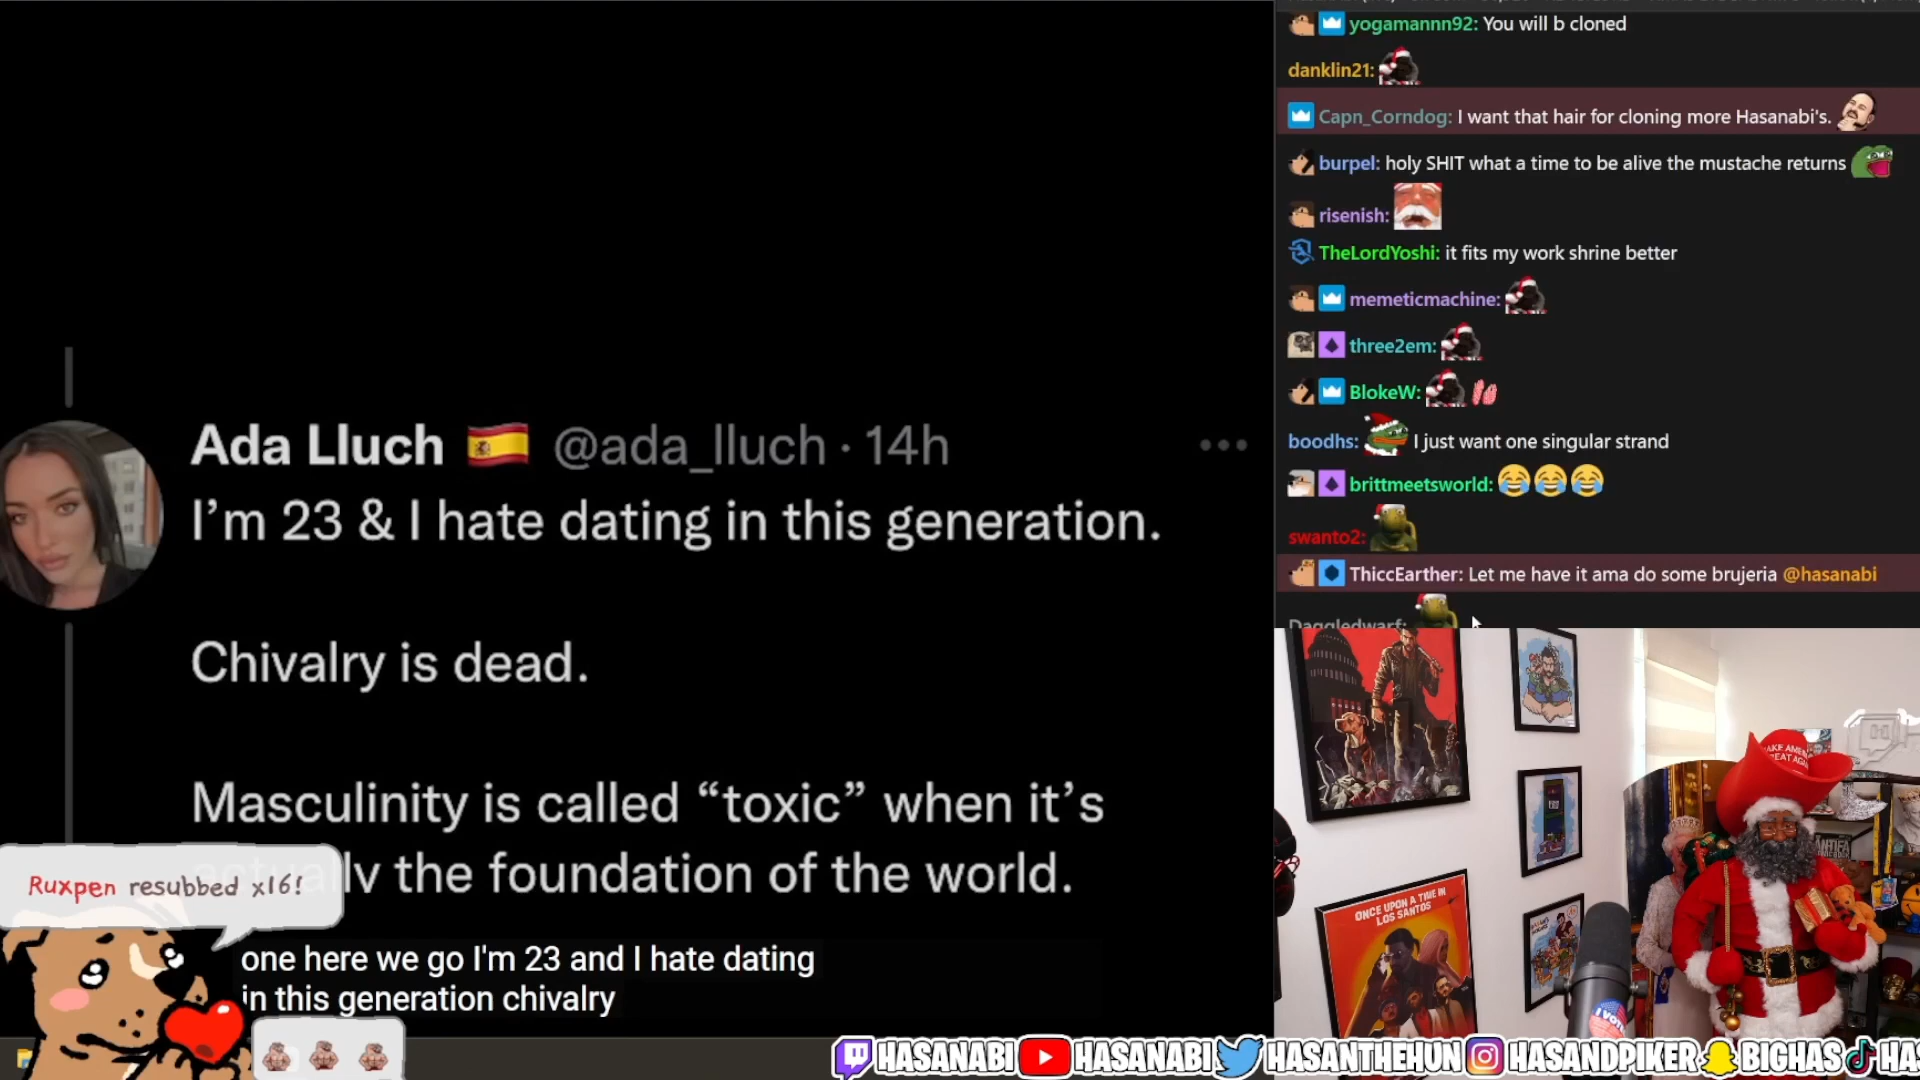 yogamannn92: You will b cloned
danklin21:
Capn_Corndog: I want that hair for cloning more Hasanabi's.
burpel: holy SHIT what a time to be alive the mustache returns
risenish:
TheLordYoshi: it fits my work shrine better
memeticmachine:
three2em:
BlokeW:
boodhs: I just want one singular strand
brittmeetsworld:
swanto2:
ThiccEarther: Let me have it ama do some brujeria @hasanabi
Daggledwarf:
Ada Lluch @ada_lluch · 14h
I'm 23 & I hate dating in this generation.
Chivalry is dead.
Masculinity is called “toxic” when it's
actually the foundation of the world.
Ruxpen resubbed x16!
one here we go I'm 23 and I hate dating
in this generation chivalry
ONCE UPON A TIME IN
LOS SANTOS
ANTIFA
I VOTED
HASANABI HASANABI HASANTHEHUN HASANDPIKER BIGHAS HAS